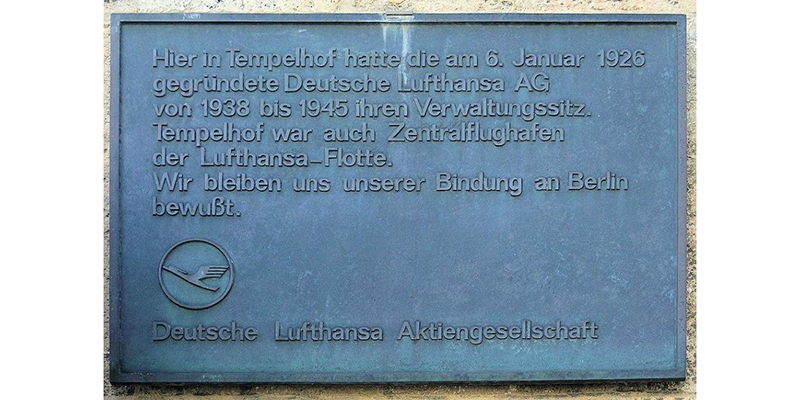 Hier in Tempelhof hatte die am 6. Januar 1926
gegründete Deutsche Lufthansa AG
von 1938 bis 1945 ihren Verwaltungssitz.
Tempelhof war auch Zentralflughafen
der Lufthansa-Flotte.
Wir bleiben uns unserer Bindung an Berlin
bewußt.
Deutsche Lufthansa Aktiengesellschaft